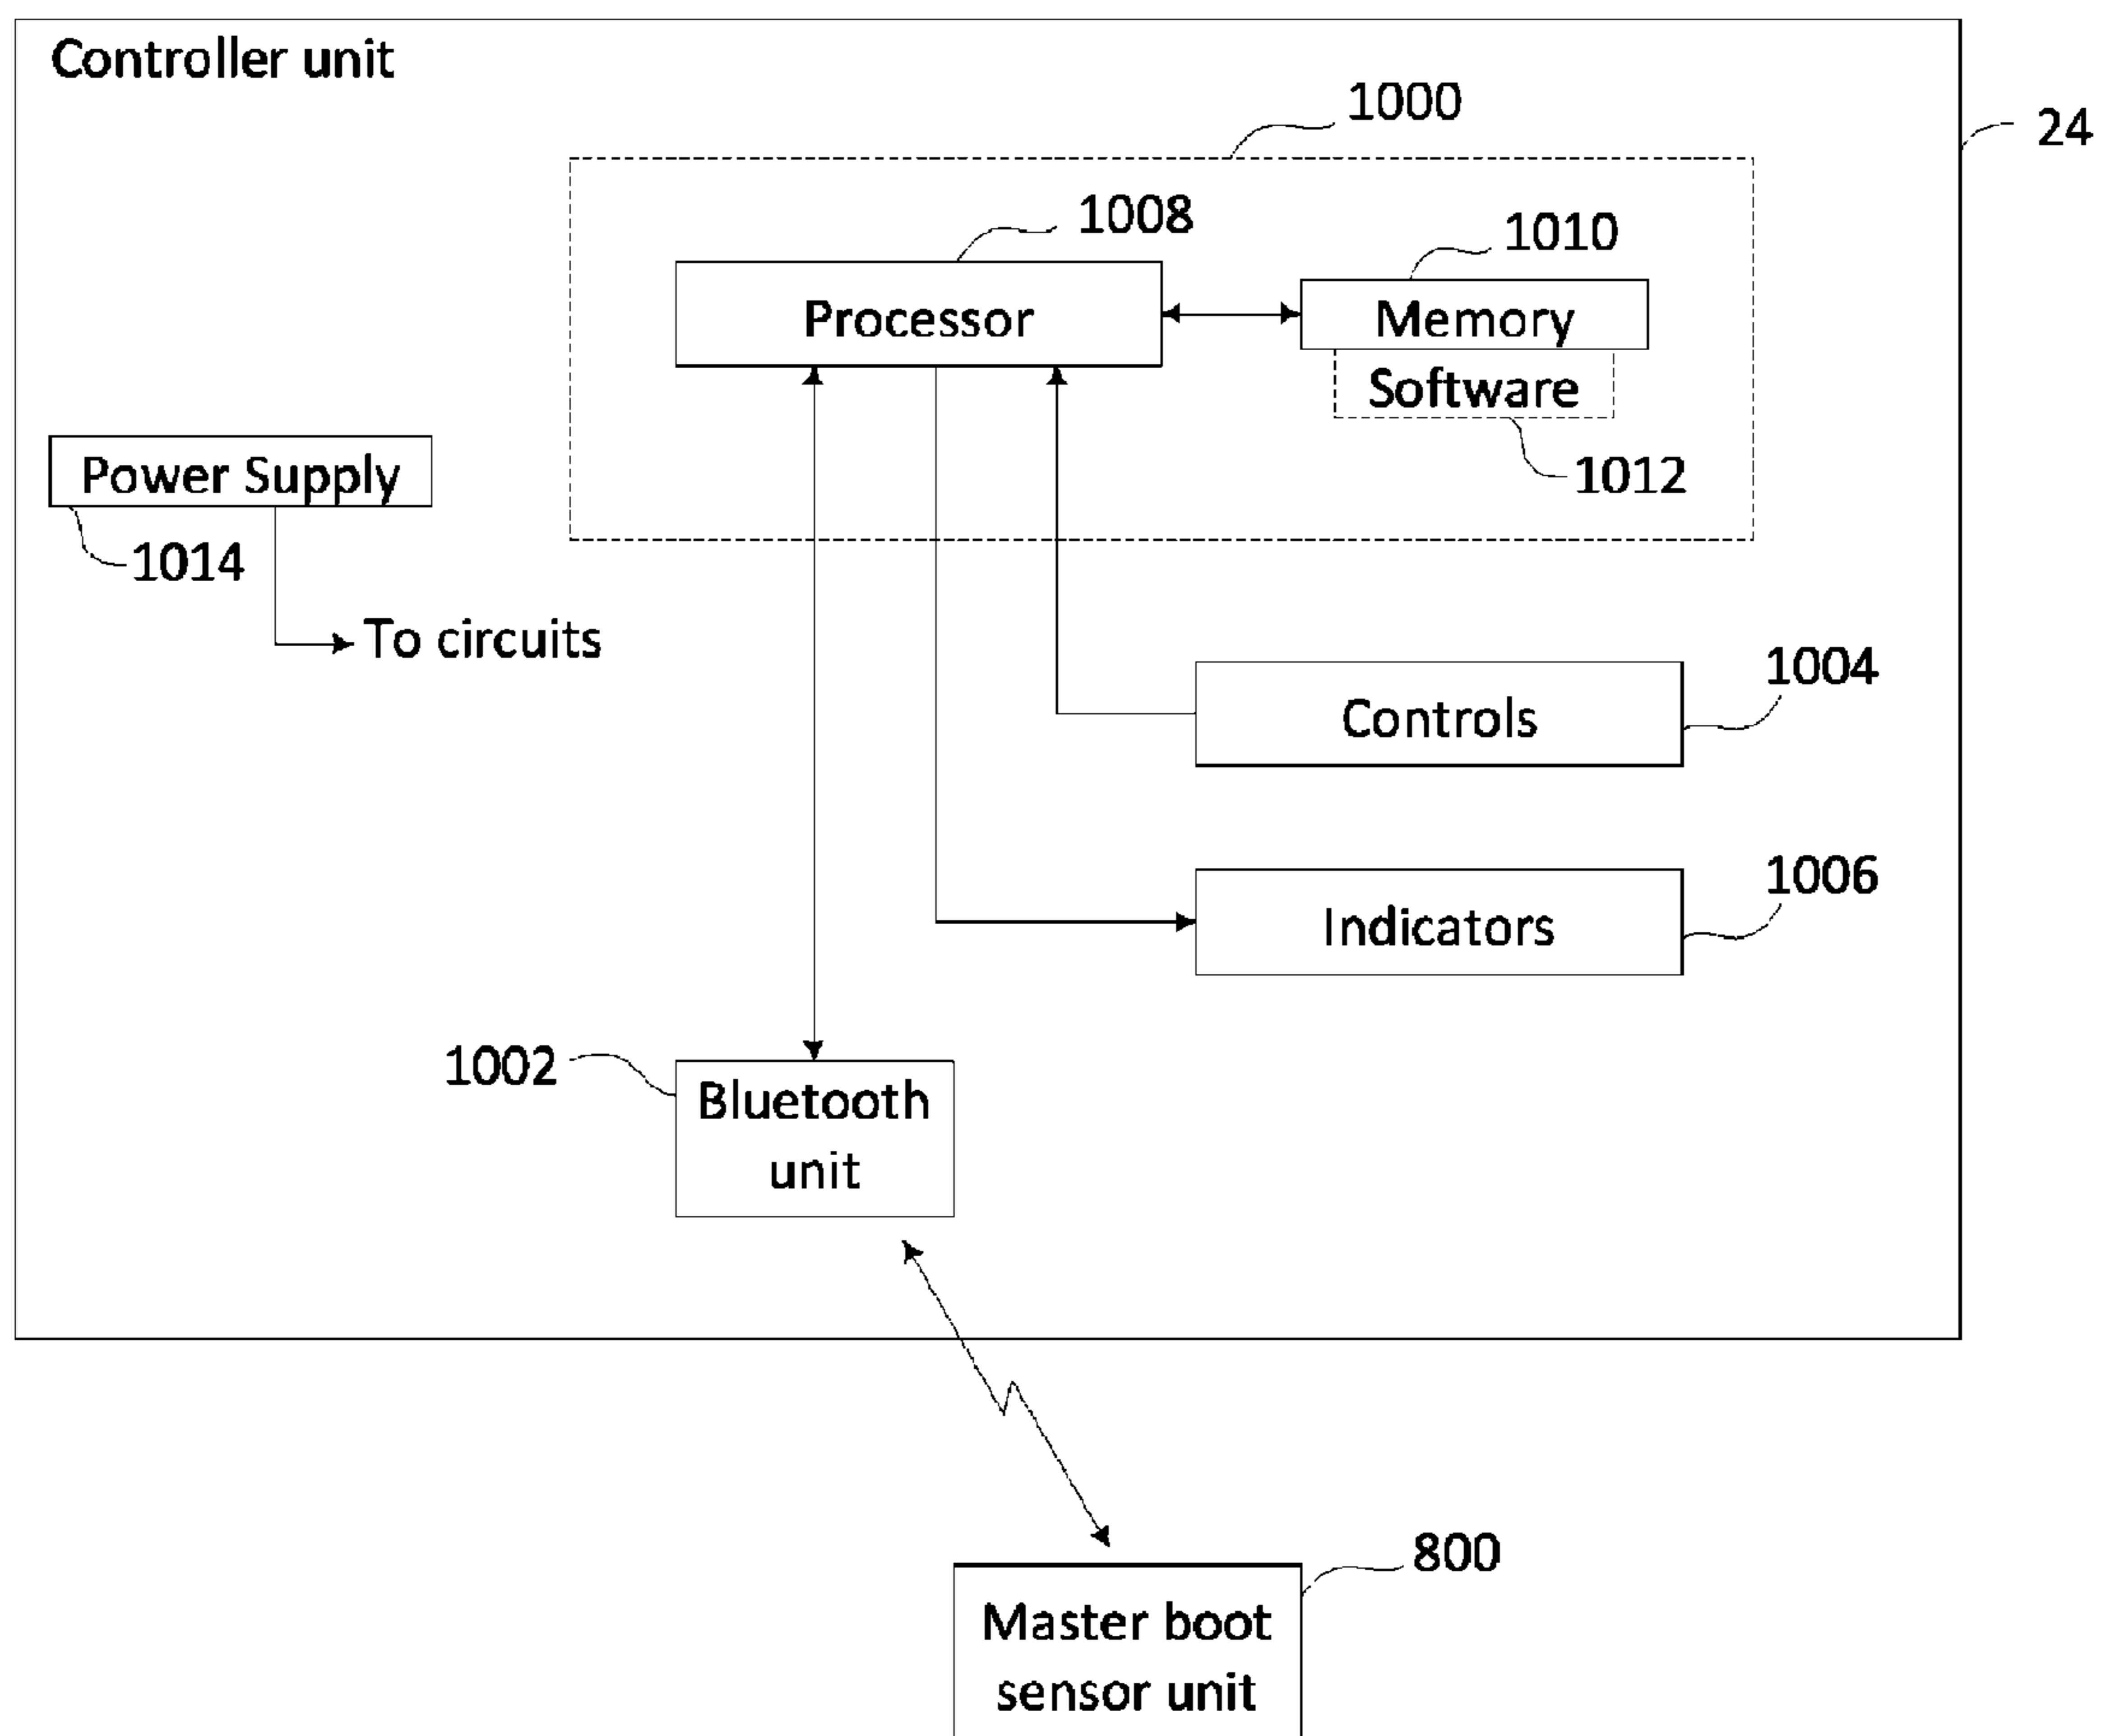 Controller unit
1000
24
1008
1010
Processor
Memory
Software
1012
Power Supply
1014
To circuits
1004
Controls
1006
Indicators
1002
Bluetooth
unit
800
Master boot
sensor unit